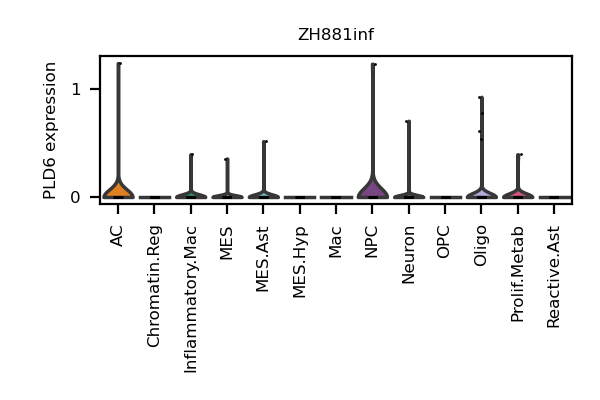 ZH881inf
PLD6 expression
1
0
AC
Chromatin.Reg
Inflammatory.Mac
MES
MES.Ast
MES.Hyp
Mac
NPC
Neuron
OPC
Oligo
Prolif.Metab
Reactive.Ast